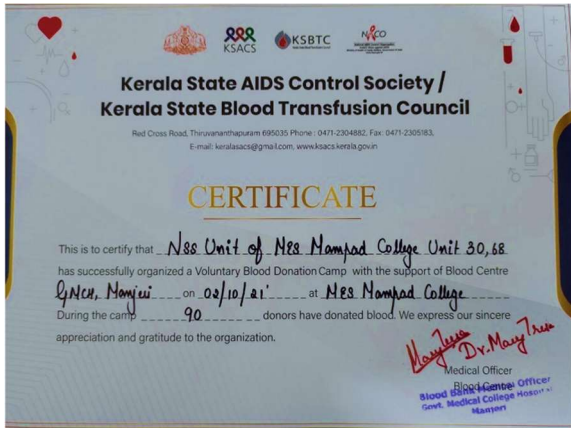 KSACS
KSBTC
NACO
Kerala State AIDS Control Society /
Kerala State Blood Transfusion Council
Red Cross Road, Thiruvananthapuram 695035 Phone : 0471-2304882, Fax: 0471-2305183,
E-mail: keralasacs@gmail.com, www.ksacs.kerala.gov.in
CERTIFICATE
This is to certify that NSS Unit of MES Mampad College Unit 30,68
has successfully organized a Voluntary Blood Donation Camp with the support of Blood Centre
GMCH, Manjeri on 02/10/21' at MES Mampad College
During the camp 90 donors have donated blood. We express our sincere
appreciation and gratitude to the organization.
Dr. Mary
Medical Officer
Blood Centre
Blood Bank Medical Officer
Govt. Medical College Hospital
Manjeri